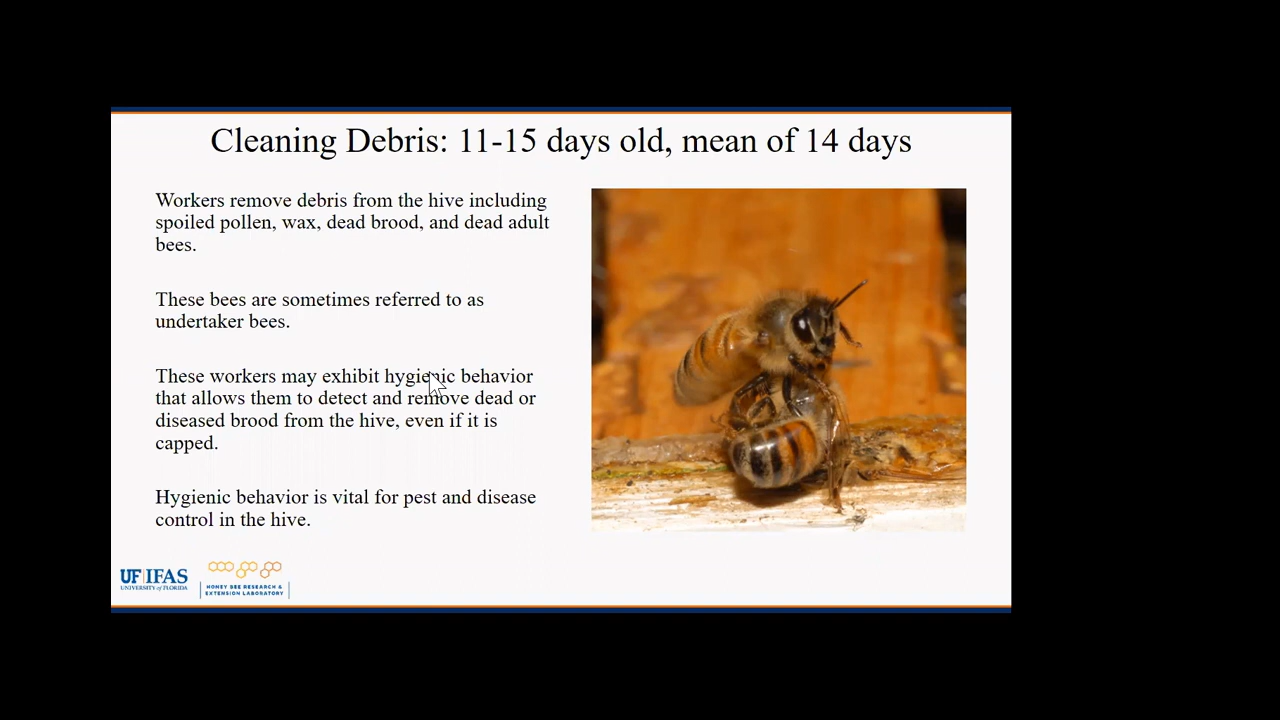 Cleaning Debris: 11-15 days old, mean of 14 days
Workers remove debris from the hive including
spoiled pollen, wax, dead brood, and dead adult
bees.
These bees are sometimes referred to as
undertaker bees.
These workers may exhibit hygienic behavior
that allows them to detect and remove dead or
diseased brood from the hive, even if it is
capped.
Hygienic behavior is vital for pest and disease
control in the hive.
UF|IFAS
UNIVERSITY of FLORIDA
HONEY BEE RESEARCH &
EXTENSION LABORATORY